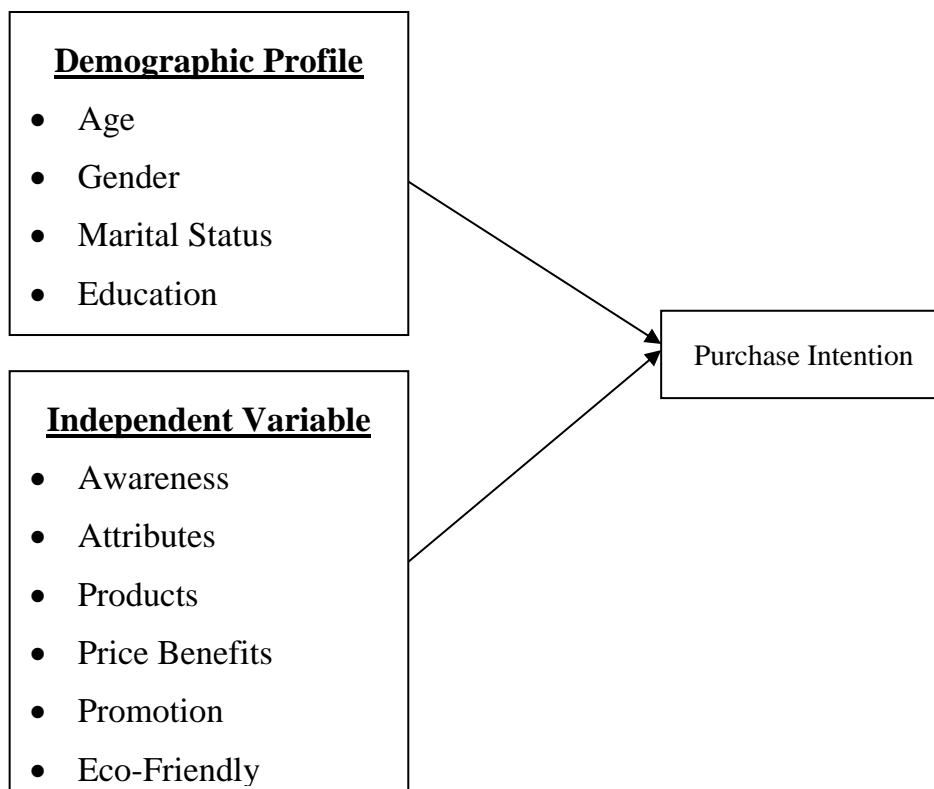 Demographic Profile
• Age
• Gender
• Marital Status
• Education
Purchase Intention
Independent Variable
• Awareness
• Attributes
• Products
• Price Benefits
• Promotion
• Eco-Friendly